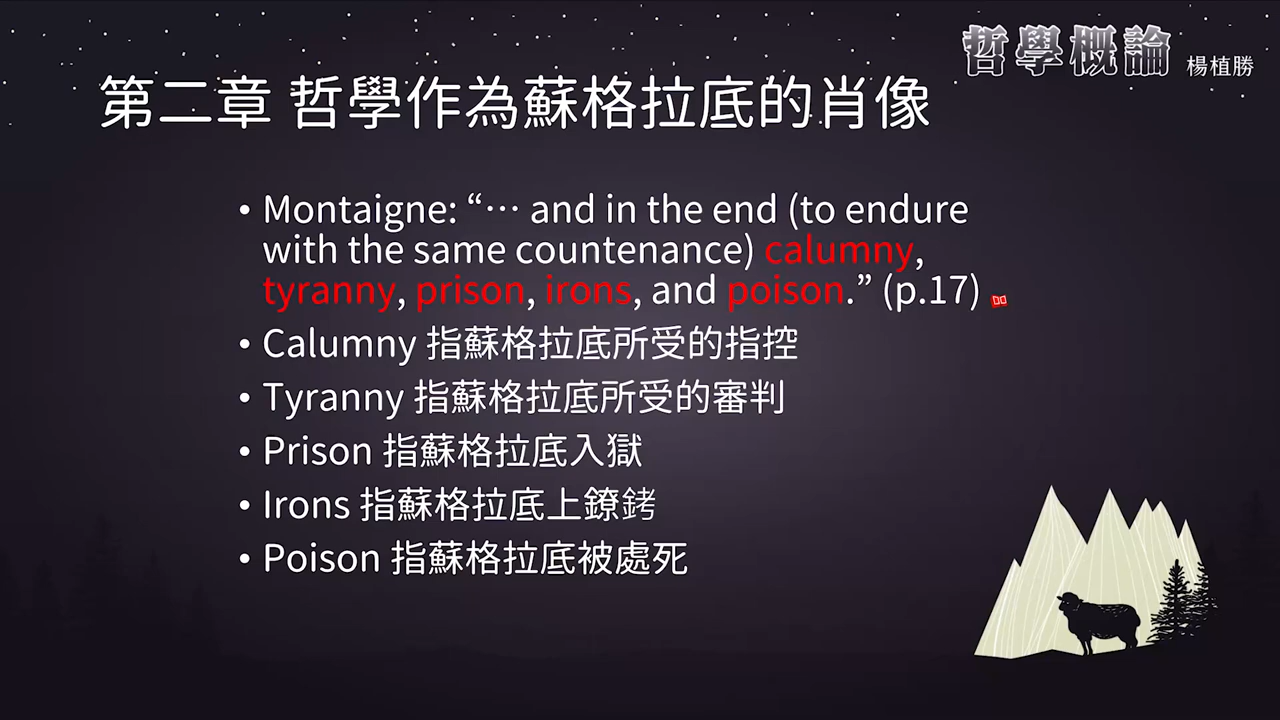 哲學概論 楊植勝
第二章 哲學作為蘇格拉底的肖像
• Montaigne: “⋯ and in the end (to endure
with the same countenance) calumny,
tyranny, prison, irons, and poison.” (p.17)
• Calumny 指蘇格拉底所受的指控
• Tyranny 指蘇格拉底所受的審判
• Prison 指蘇格拉底入獄
• Irons 指蘇格拉底上鐐銬
• Poison 指蘇格拉底被處死